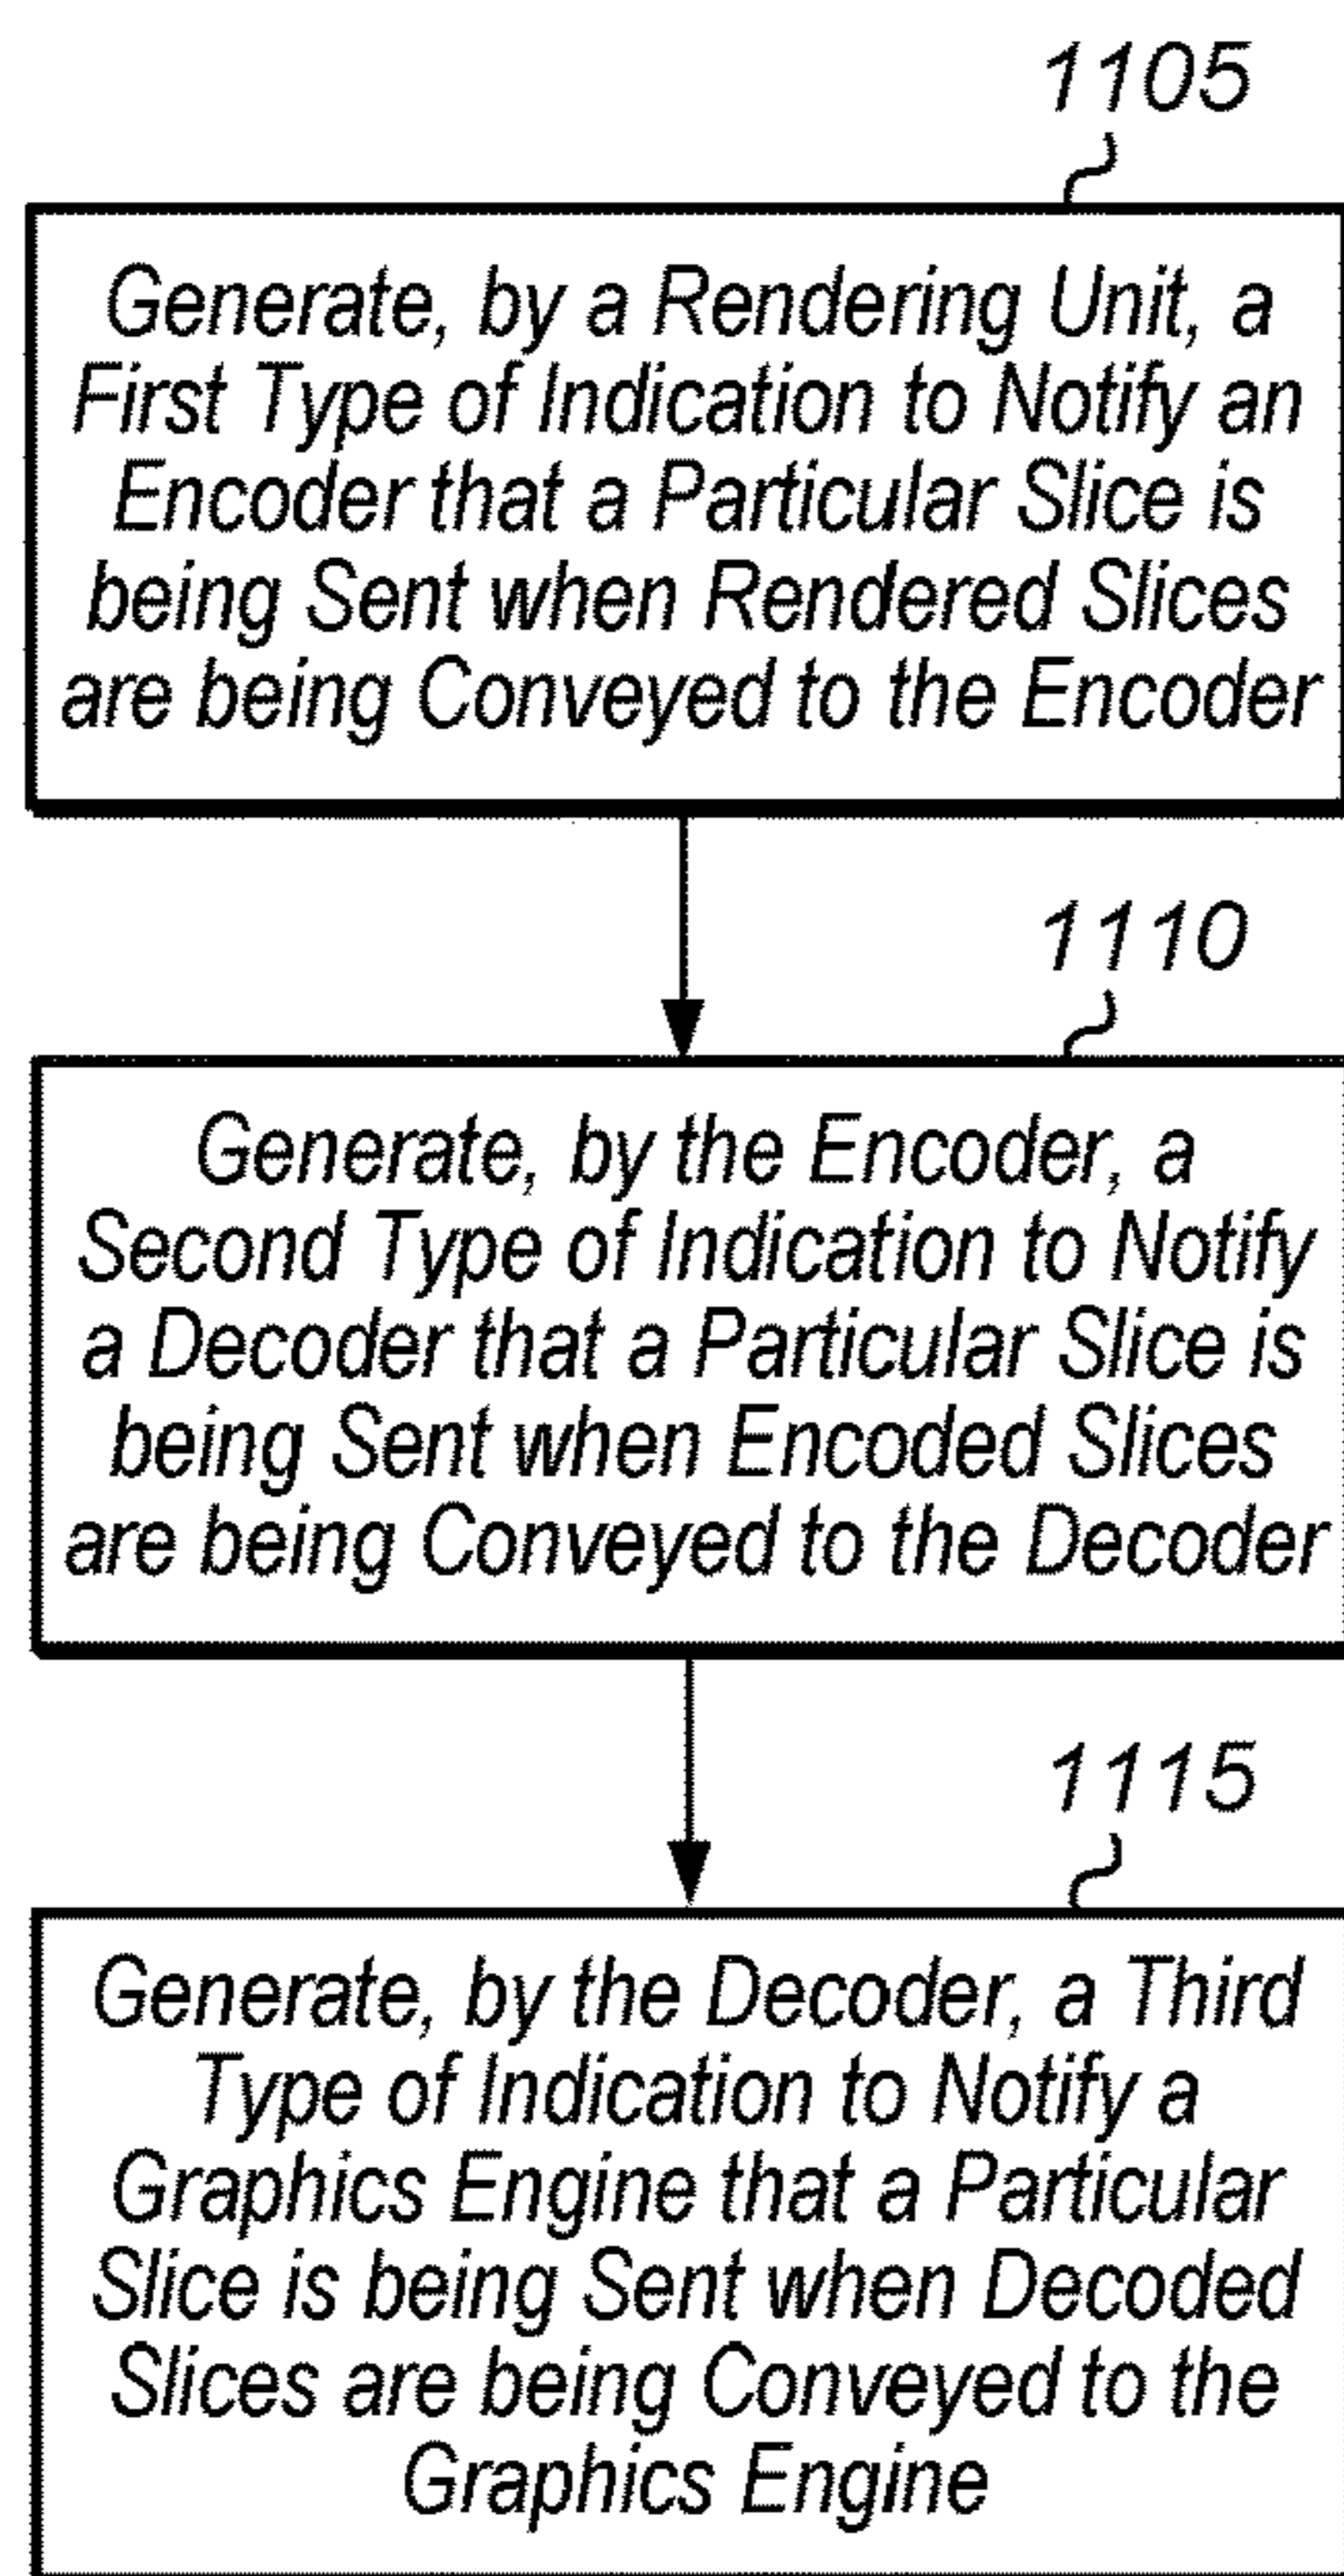 1105
Generate, by a Rendering Unit, a
First Type of Indication to Notify an
Encoder that a Particular Slice is
being Sent when Rendered Slices
are being Conveyed to the Encoder
1110
Generate, by the Encoder, a
Second Type of Indication to Notify
a Decoder that a Particular Slice is
being Sent when Encoded Slices
are being Conveyed to the Decoder
1115
Generate, by the Decoder, a Third
Type of Indication to Notify a
Graphics Engine that a Particular
Slice is being Sent when Decoded
Slices are being Conveyed to the
Graphics Engine